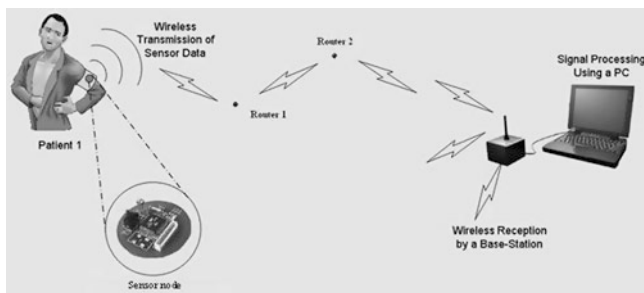 Wireless
Transmission of
Sensor Data
Router 2
Signal Processing
Using a PC
Router 1
Patient 1
Wireless Reception
by a Base-Station
Sensor node